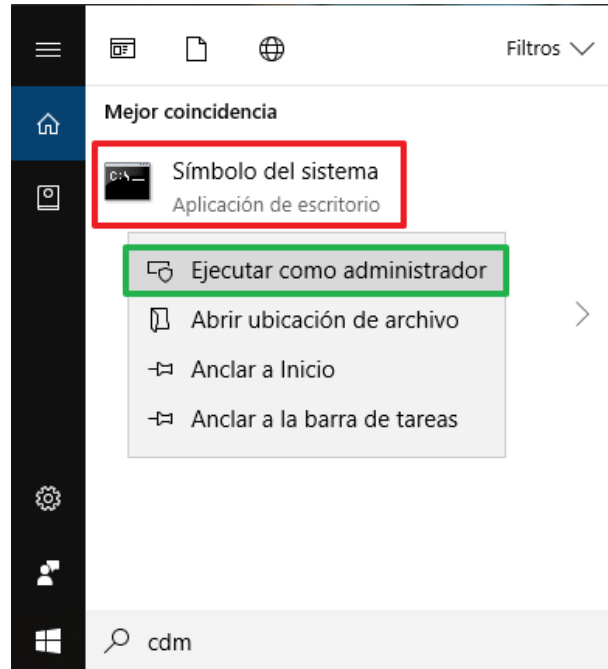 Filtros
Mejor coincidencia
C:\_
Símbolo del sistema
Aplicación de escritorio
Ejecutar como administrador
Abrir ubicación de archivo
Anclar a Inicio
Anclar a la barra de tareas
cdm